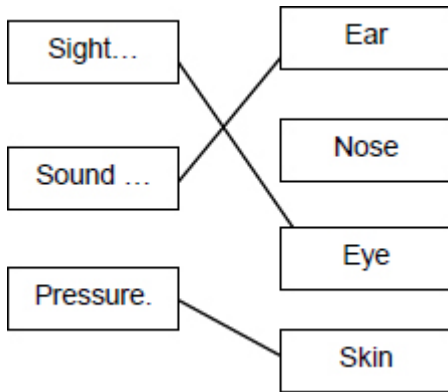 Sight…
Sound …
Pressure.
Ear
Nose
Eye
Skin